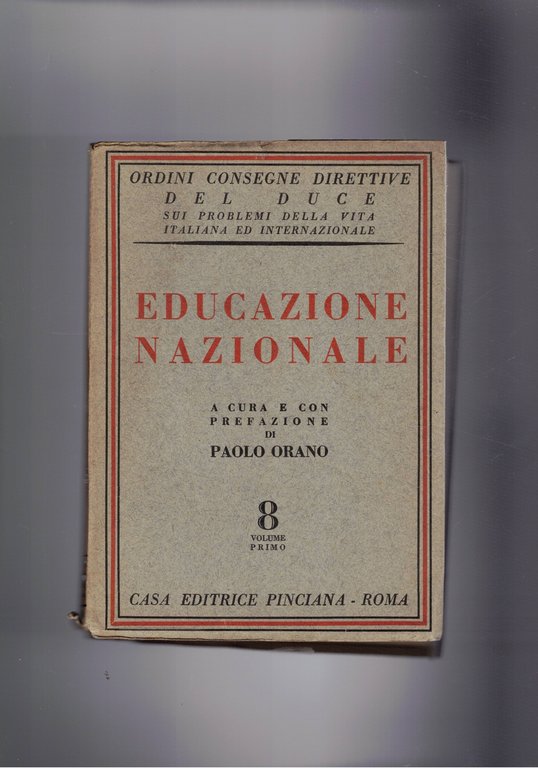 ORDINI CONSEGNE DIRETTIVE
DEL DUCE
SUI PROBLEMI DELLA VITA
ITALIANA ED INTERNAZIONALE
EDUCAZIONE
NAZIONALE
A CURA E CON
PREFAZIONE
DI
PAOLO ORANO
8
VOLUME
PRIMO
CASA EDITRICE PINCIANA - ROMA